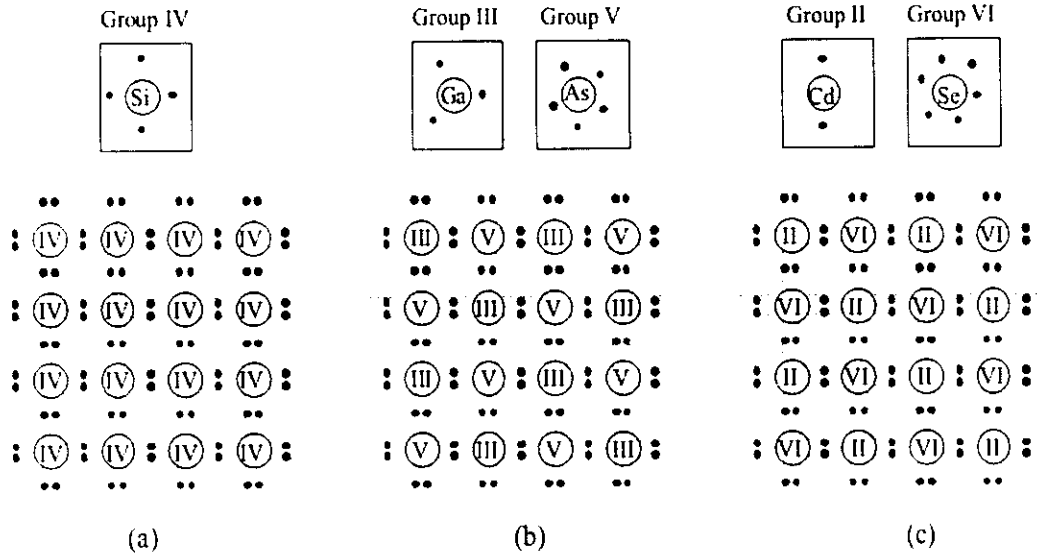 Group IV
Group III Group V
Group II Group VI
Si
Ga As
Cd Se
IV IV IV IV
IV IV IV IV
IV IV IV IV
IV IV IV IV
III V III V
V III V III
III V III V
V III V III
II VI II VI
VI II VI II
II VI II VI
VI II VI II
(a)
(b)
(c)